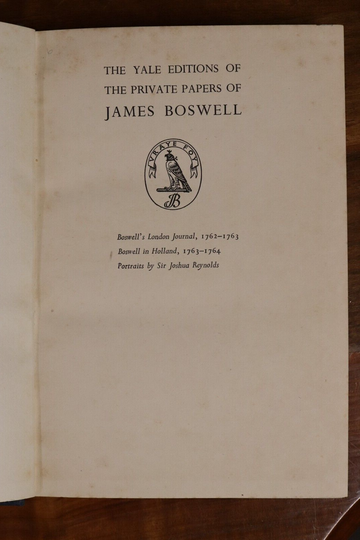 THE YALE EDITIONS OF
THE PRIVATE PAPERS OF
JAMES BOSWELL
VRAYE FOY
JB
Boswell's London Journal, 1762–1763
Boswell in Holland, 1763–1764
Portraits by Sir Joshua Reynolds